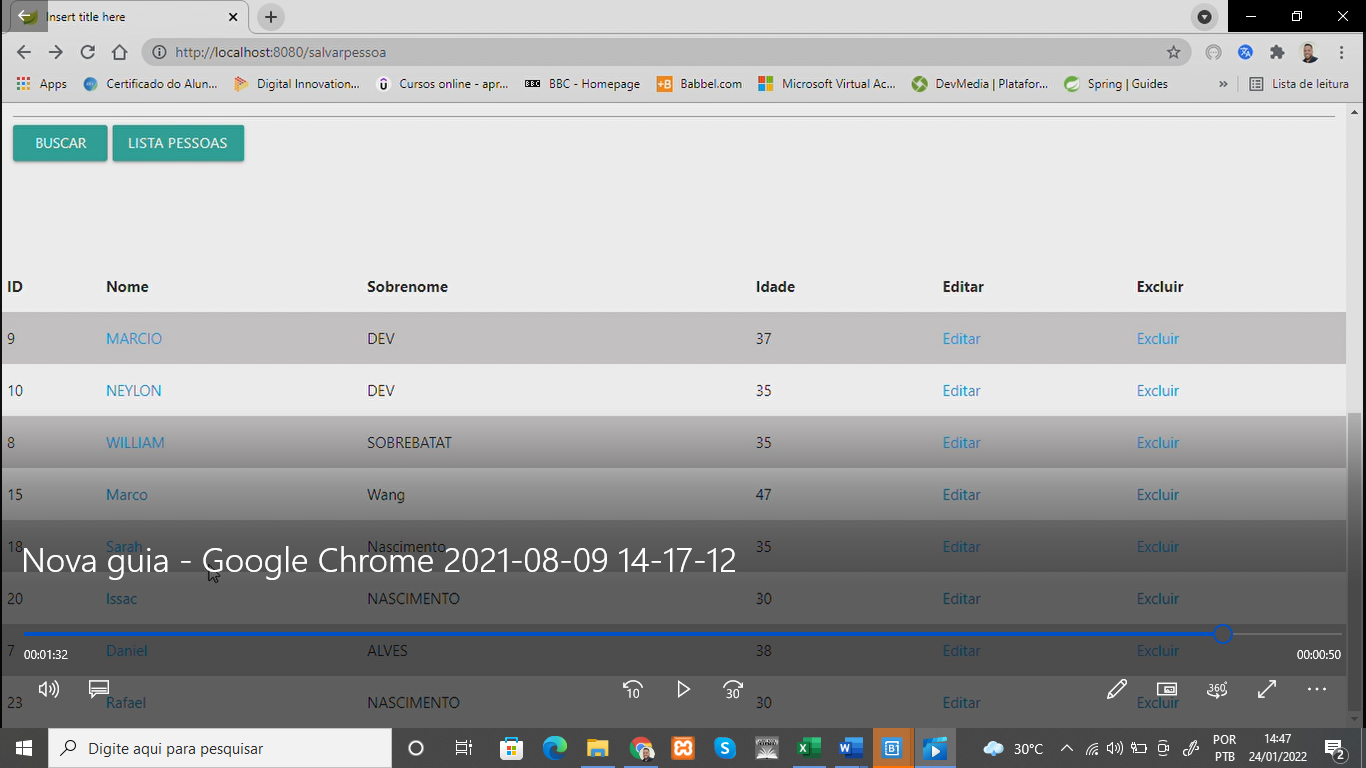 Insert title here
http://localhost:8080/salvarpessoa
Apps Certificado do Alun... Digital Innovation... Cursos online - apr... BBC BBC - Homepage +B Babbel.com Microsoft Virtual Ac... DevMedia | Platafor... Spring | Guides » Lista de leitura
BUSCAR LISTA PESSOAS
ID Nome Sobrenome Idade Editar Excluir
9 MARCIO DEV 37 Editar Excluir
10 NEYLON DEV 35 Editar Excluir
8 WILLIAM SOBREBATAT 35 Editar Excluir
15 Marco Wang 47 Editar Excluir
18 Sarah Nascimento 35 Editar Excluir
Nova guia - Google Chrome 2021-08-09 14-17-12
20 Issac NASCIMENTO 30 Editar Excluir
7 Daniel ALVES 38 Editar Excluir
00:01:32 00:00:50
10 30 360°
23 Rafael NASCIMENTO 30 Editar Excluir
Digite aqui para pesquisar 30°C POR 14:47
PTB 24/01/2022 2